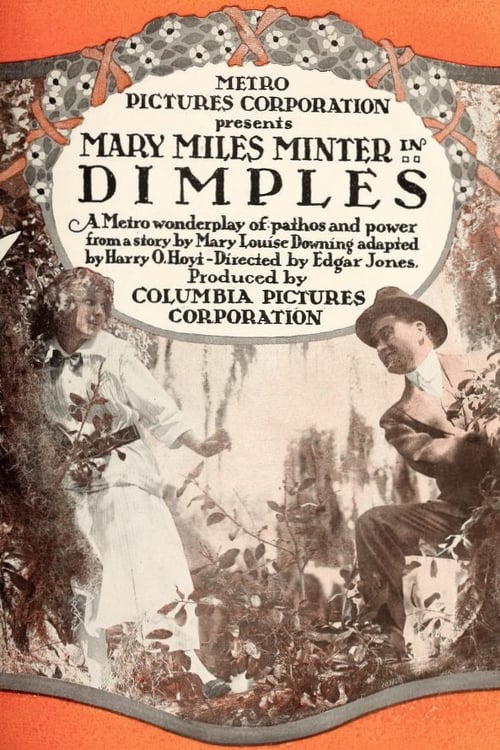 METRO
PICTURES CORPORATION
presents
MARY MILES MINTER IN
DIMPLES
A Metro wonderplay of pathos and power
from a story by Mary Louise Downing adapted
by Harry O. Hoyt - Directed by Edgar Jones.
Produced by
COLUMBIA PICTURES
CORPORATION